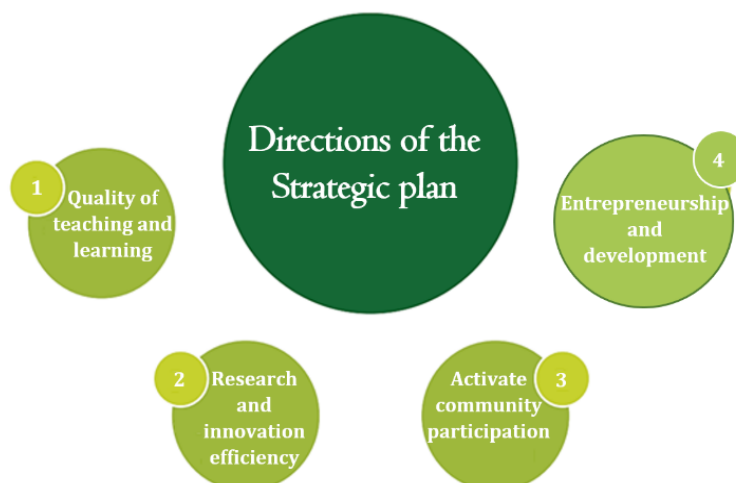 Directions of the
Strategic plan
1
Quality of
teaching and
learning
2
Research
and
innovation
efficiency
3
Activate
community
participation
4
Entrepreneurship
and
development